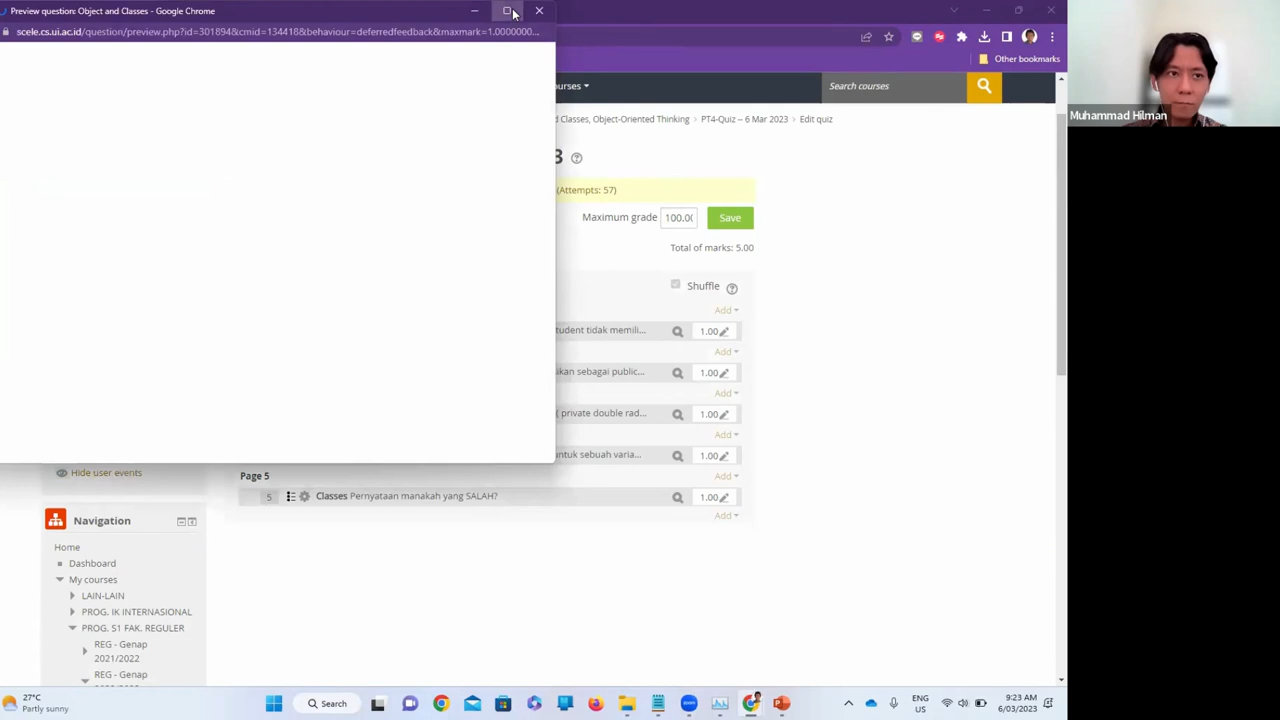 Preview question: Object and Classes - Google Chrome
scele.cs.ui.ac.id/question/preview.php?id=301894&cmid=134418&behaviour=deferredfeedback&maxmark=1.0000000...
Other bookmarks
ourses
Search courses
d Classes, Object-Oriented Thinking > PT4-Quiz – 6 Mar 2023 > Edit quiz
3
(Attempts: 57)
Maximum grade 100.00 Save
Total of marks: 5.00
Shuffle
Add
tudent tidak memili... 1.00
Add
ikan sebagai public... 1.00
Add
( private double rad... 1.00
Add
untuk sebuah varia... 1.00
Page 5 Add
5 Classes Pernyataan manakah yang SALAH? 1.00
Add
Hide user events
Navigation
Home
Dashboard
My courses
LAIN-LAIN
PROG. IK INTERNASIONAL
PROG. S1 FAK. REGULER
REG - Genap
2021/2022
REG - Genap
Muhammad Hilman
27°C
Partly sunny
Search
zoom
ENG
US
9:23 AM
6/03/2023